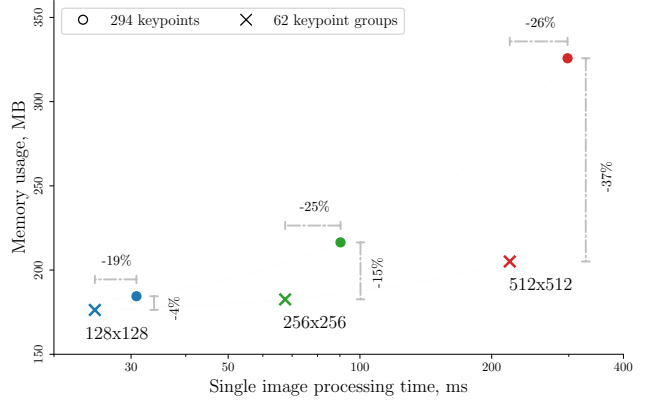 294 keypoints
62 keypoint groups
-26%
-37%
-25%
-15%
-19%
-4%
512x512
256x256
128x128
350
300
250
200
150
Memory usage, MB
30
50
100
200
400
Single image processing time, ms